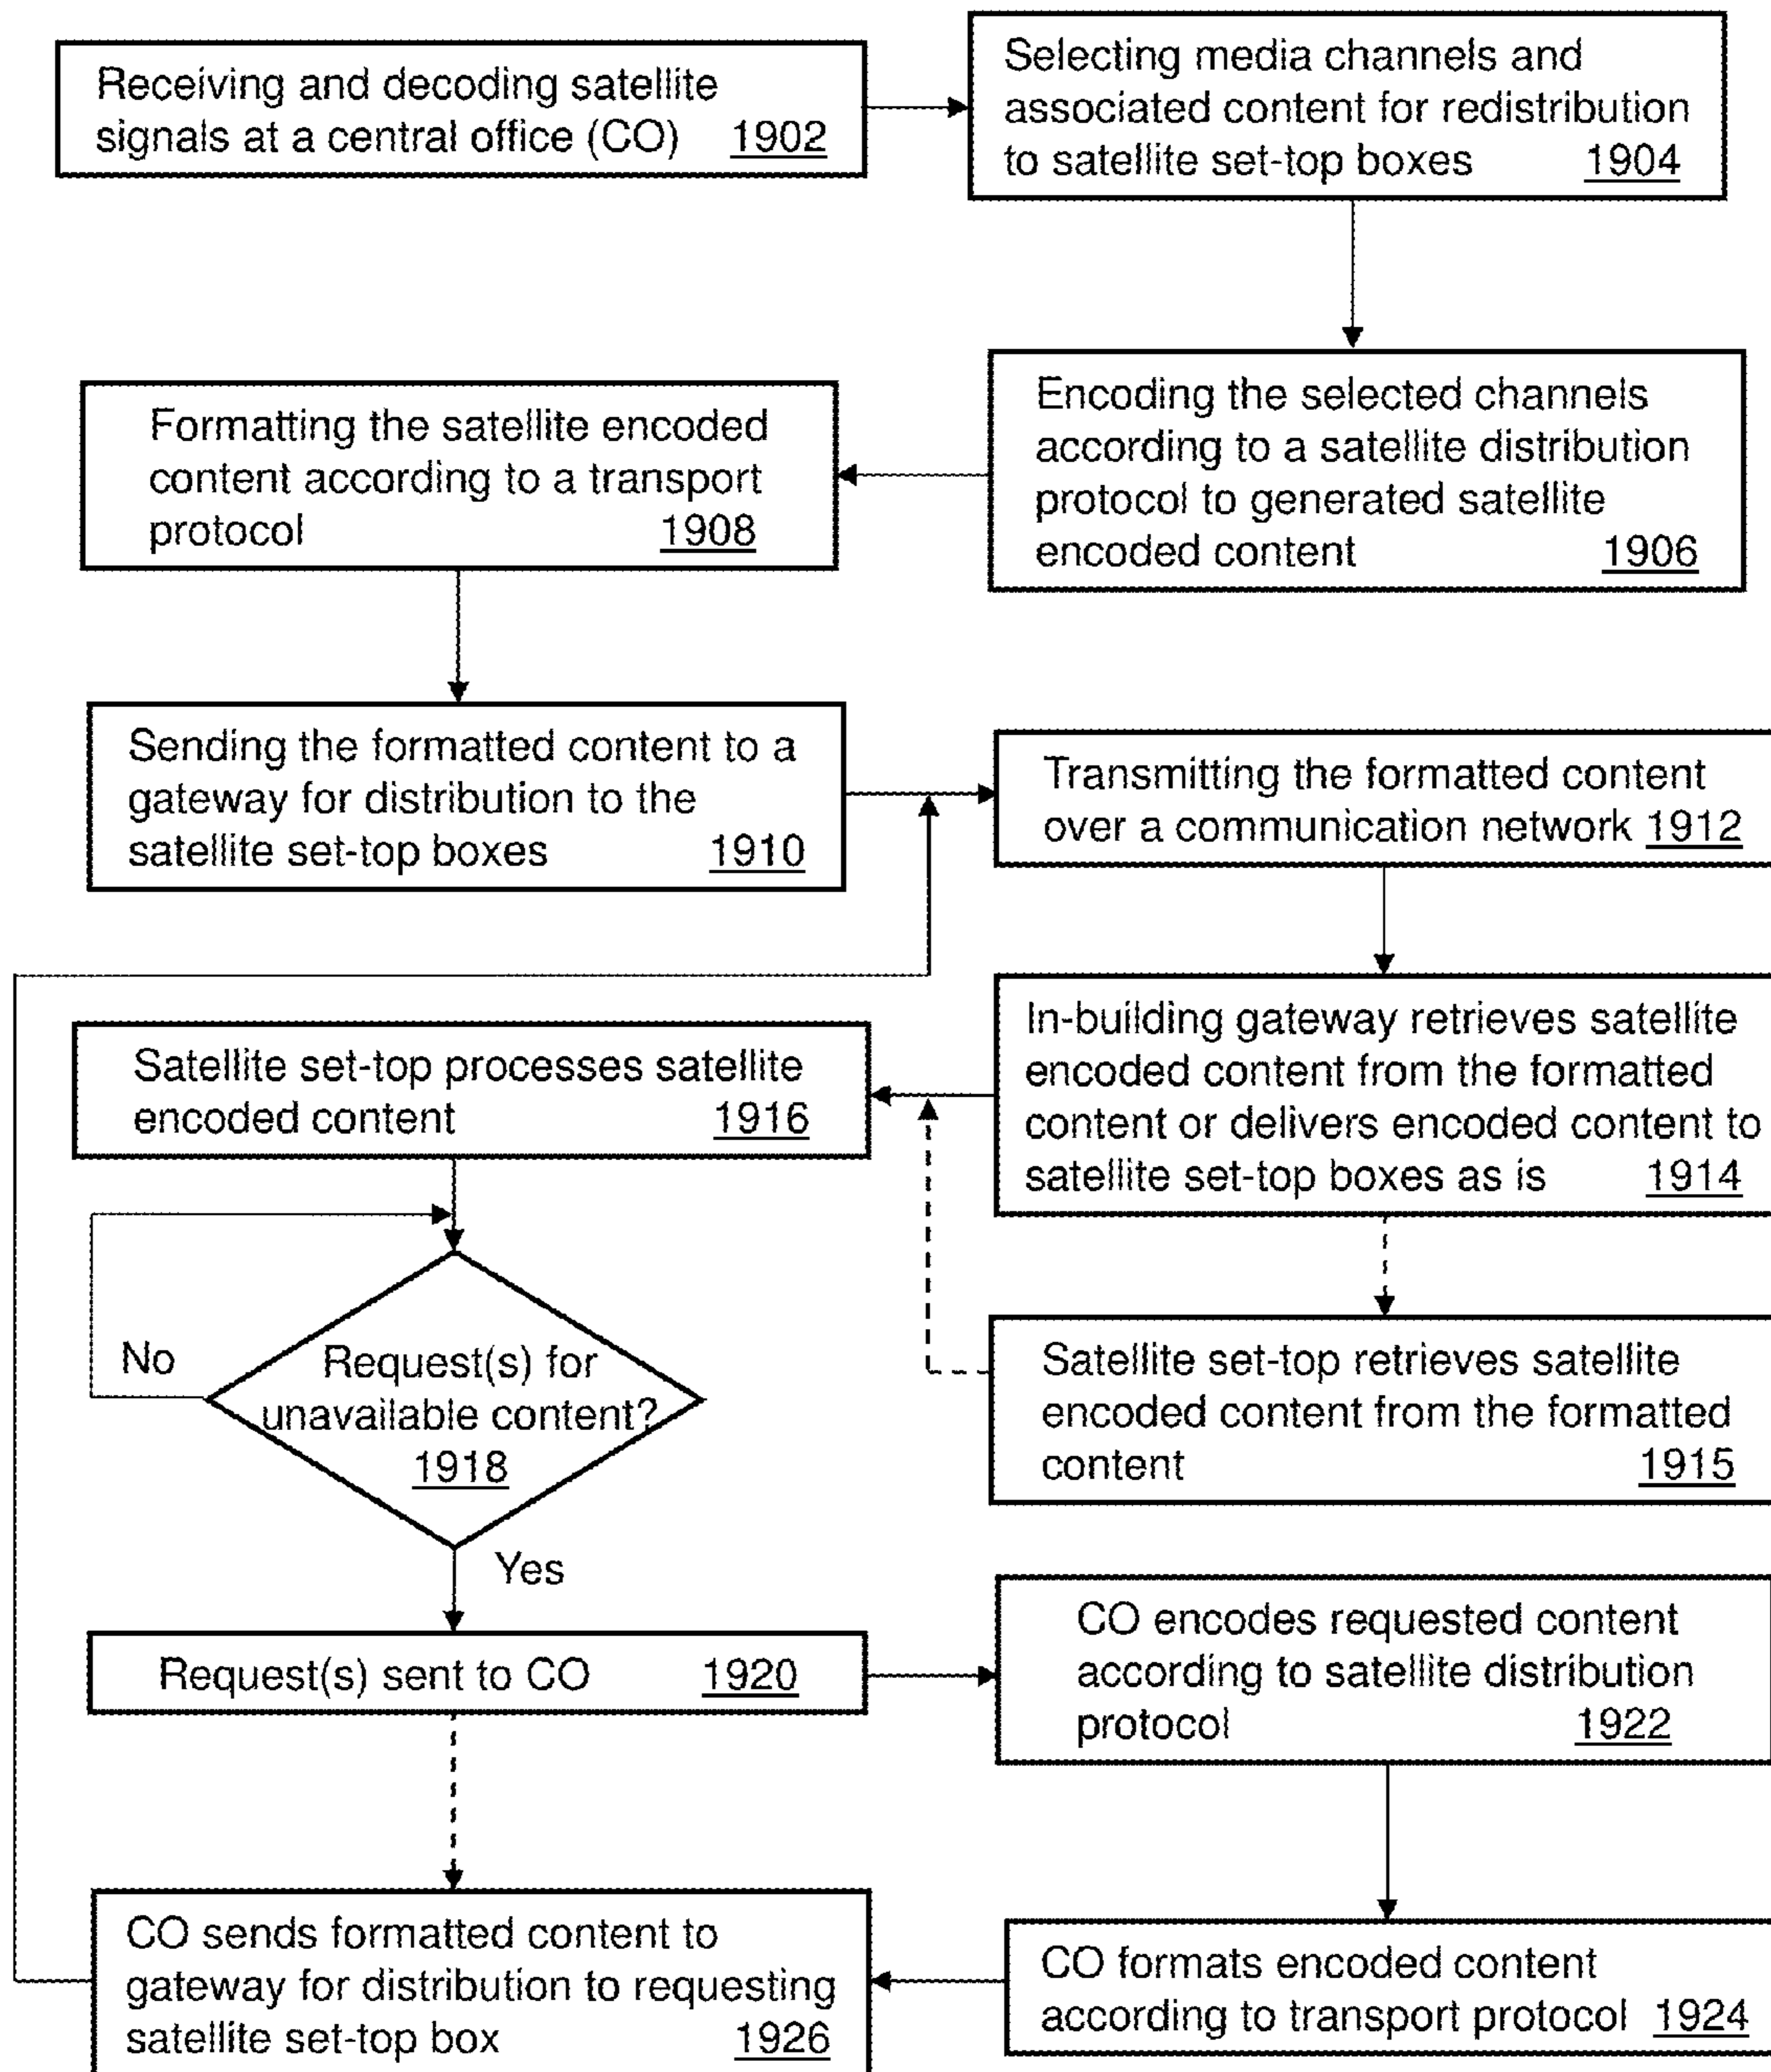 Receiving and decoding satellite
signals at a central office (CO) 1902
Selecting media channels and
associated content for redistribution
to satellite set-top boxes 1904
Encoding the selected channels
according to a satellite distribution
protocol to generated satellite
encoded content 1906
Formatting the satellite encoded
content according to a transport
protocol 1908
Sending the formatted content to a
gateway for distribution to the
satellite set-top boxes 1910
Transmitting the formatted content
over a communication network 1912
In-building gateway retrieves satellite
encoded content from the formatted
content or delivers encoded content to
satellite set-top boxes as is 1914
Satellite set-top retrieves satellite
encoded content from the formatted
content 1915
Satellite set-top processes satellite
encoded content 1916
No
Request(s) for
unavailable content?
1918
Yes
Request(s) sent to CO 1920
CO encodes requested content
according to satellite distribution
protocol 1922
CO formats encoded content
according to transport protocol 1924
CO sends formatted content to
gateway for distribution to requesting
satellite set-top box 1926